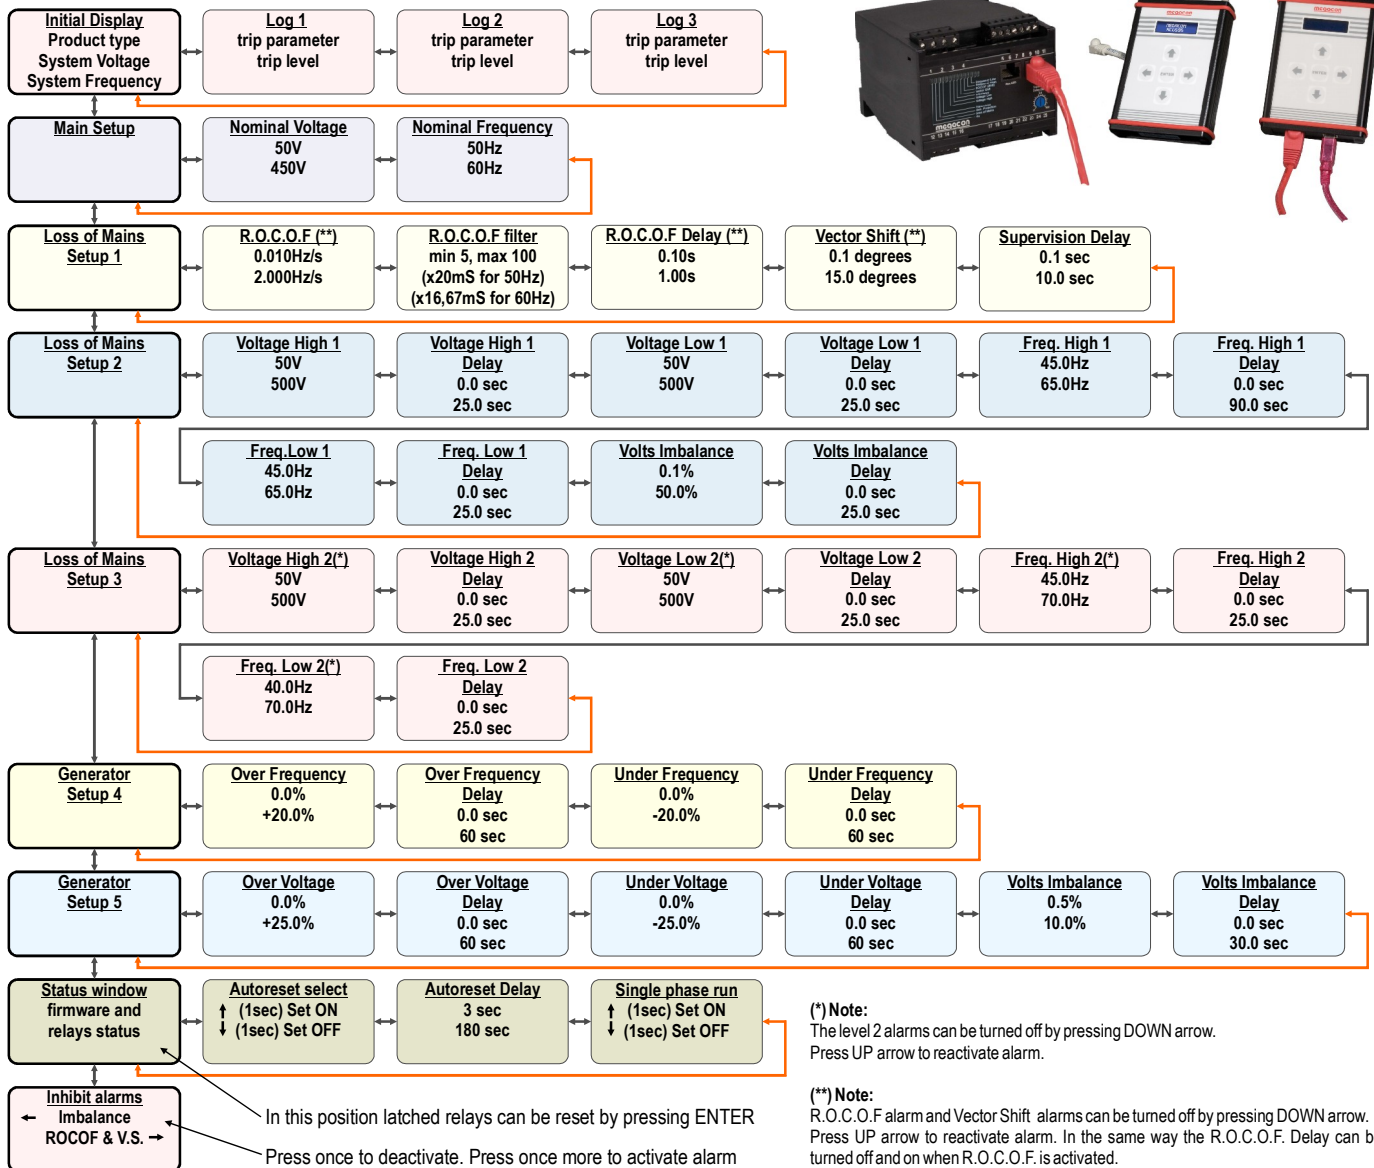 Initial Display
Product type
System Voltage
System Frequency
Log 1
trip parameter
trip level
Log 2
trip parameter
trip level
Log 3
trip parameter
trip level
megacon
megacon
megacon
Main Setup
Nominal Voltage
50V
450V
Nominal Frequency
50Hz
60Hz
Loss of Mains
Setup 1
R.O.C.O.F (**)
0.010Hz/s
2.000Hz/s
R.O.C.O.F filter
min 5, max 100
(x20mS for 50Hz)
(x16,67mS for 60Hz)
R.O.C.O.F Delay (**)
0.10s
1.00s
Vector Shift (**)
0.1 degrees
15.0 degrees
Supervision Delay
0.1 sec
10.0 sec
Loss of Mains
Setup 2
Voltage High 1
50V
500V
Voltage High 1
Delay
0.0 sec
25.0 sec
Voltage Low 1
50V
500V
Voltage Low 1
Delay
0.0 sec
25.0 sec
Freq. High 1
45.0Hz
65.0Hz
Freq. High 1
Delay
0.0 sec
90.0 sec
Freq.Low 1
45.0Hz
65.0Hz
Freq. Low 1
Delay
0.0 sec
25.0 sec
Volts Imbalance
0.1%
50.0%
Volts Imbalance
Delay
0.0 sec
25.0 sec
Loss of Mains
Setup 3
Voltage High 2(*)
50V
500V
Voltage High 2
Delay
0.0 sec
25.0 sec
Voltage Low 2(*)
50V
500V
Voltage Low 2
Delay
0.0 sec
25.0 sec
Freq. High 2(*)
45.0Hz
70.0Hz
Freq. High 2
Delay
0.0 sec
25.0 sec
Freq. Low 2(*)
40.0Hz
70.0Hz
Freq. Low 2
Delay
0.0 sec
25.0 sec
Generator
Setup 4
Over Frequency
0.0%
+20.0%
Over Frequency
Delay
0.0 sec
60 sec
Under Frequency
0.0%
-20.0%
Under Frequency
Delay
0.0 sec
60 sec
Generator
Setup 5
Over Voltage
0.0%
+25.0%
Over Voltage
Delay
0.0 sec
60 sec
Under Voltage
0.0%
-25.0%
Under Voltage
Delay
0.0 sec
60 sec
Volts Imbalance
0.5%
10.0%
Volts Imbalance
Delay
0.0 sec
30.0 sec
Status window
firmware and
relays status
Autoreset select
↑ (1sec) Set ON
↓ (1sec) Set OFF
Autoreset Delay
3 sec
180 sec
Single phase run
↑ (1sec) Set ON
↓ (1sec) Set OFF
Inhibit alarms
← Imbalance
ROCOF & V.S. →
In this position latched relays can be reset by pressing ENTER
Press once to deactivate. Press once more to activate alarm
(*) Note:
The level 2 alarms can be turned off by pressing DOWN arrow.
Press UP arrow to reactivate alarm.
(**) Note:
R.O.C.O.F alarm and Vector Shift alarms can be turned off by pressing DOWN arrow.
Press UP arrow to reactivate alarm. In the same way the R.O.C.O.F. Delay can b
turned off and on when R.O.C.O.F. is activated.